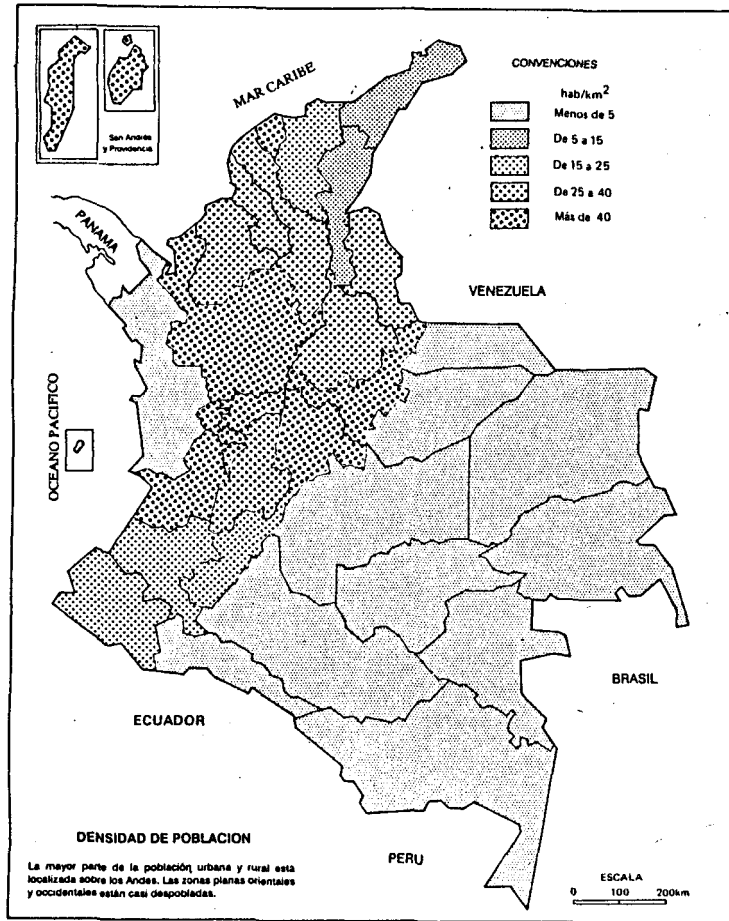 San Andrés
y Providencia
MAR CARIBE
CONVENCIONES
hab/km²
Menos de 5
De 5 a 15
De 15 a 25
De 25 a 40
Más de 40
PANAMA
VENEZUELA
OCEANO PACIFICO
BRASIL
ECUADOR
PERU
DENSIDAD DE POBLACION
La mayor parte de la población urbana y rural está
localizada sobre los Andes. Las zonas planas orientales
y occidentales están casi despobladas.
ESCALA
0 100 200km